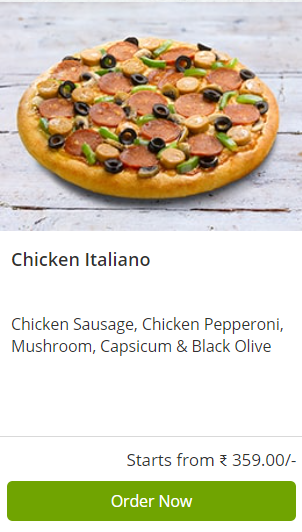 Chicken Italiano
Chicken Sausage, Chicken Pepperoni,
Mushroom, Capsicum & Black Olive
Starts from ₹ 359.00/-
Order Now